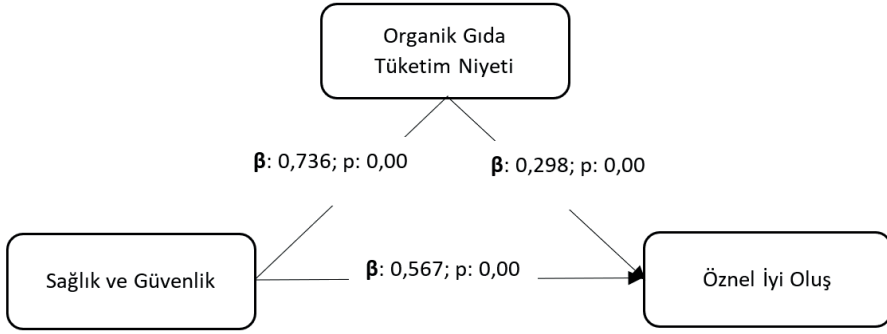 Organik Gıda
Tüketim Niyeti
β: 0,736; p: 0,00
β: 0,298; p: 0,00
Sağlık ve Güvenlik
β: 0,567; p: 0,00
Öznel İyi Oluş